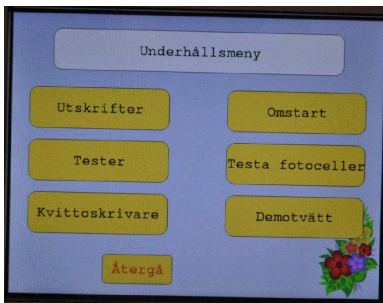 Underhållsmeny
Utskrifter
Omstart
Tester
Testa fotoceller
Kvittoskrivare
Demotvätt
Återgå